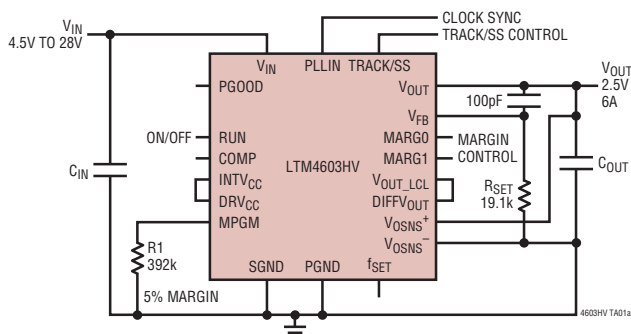 CLOCK SYNC
TRACK/SS CONTROL
VIN
4.5V TO 28V
VIN
PLLIN
TRACK/SS
PGOOD
VOUT
VOUT
2.5V
6A
100pF
VFB
ON/OFF
RUN
MARG0
MARGIN
CONTROL
COMP
LTM4603HV
MARG1
CIN
INTVCC
VOUT_LCL
COUT
RSET
19.1k
DRVCC
DIFFVOUT
MPGM
VOSNS+
VOSNS–
R1
392k
SGND
PGND
fSET
5% MARGIN
4603HV TA01a